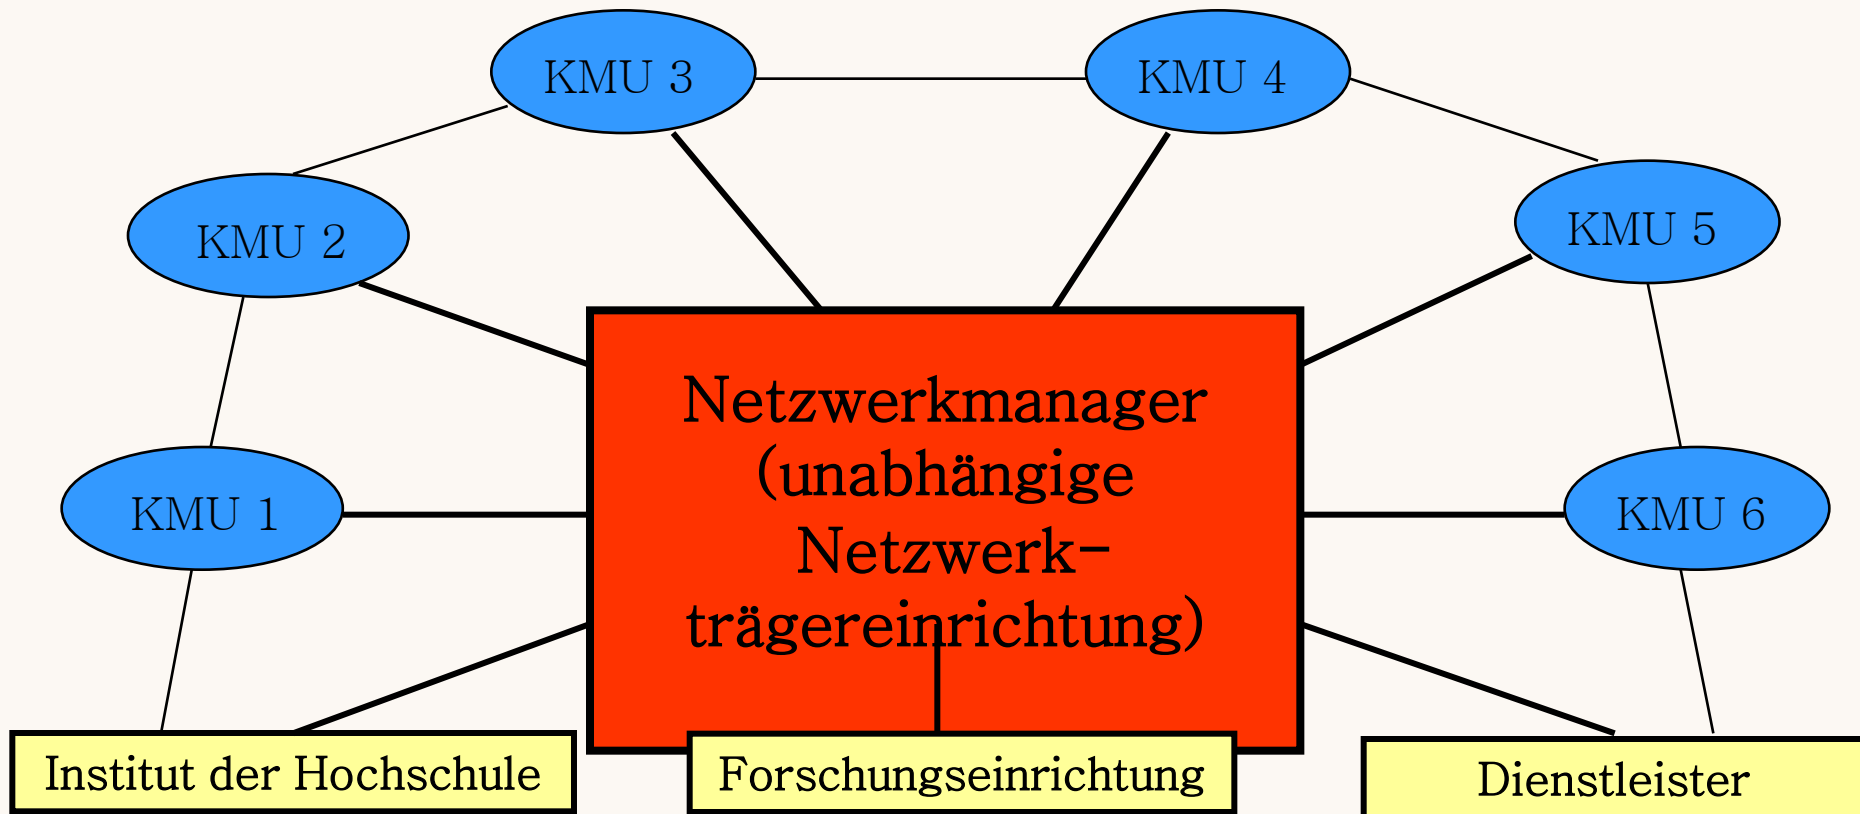 KMU 3
KMU 4
KMU 2
KMU 5
Netzwerkmanager
(unabhängige
Netzwerk-
trägereinrichtung)
KMU 1
KMU 6
Institut der Hochschule
Forschungseinrichtung
Dienstleister